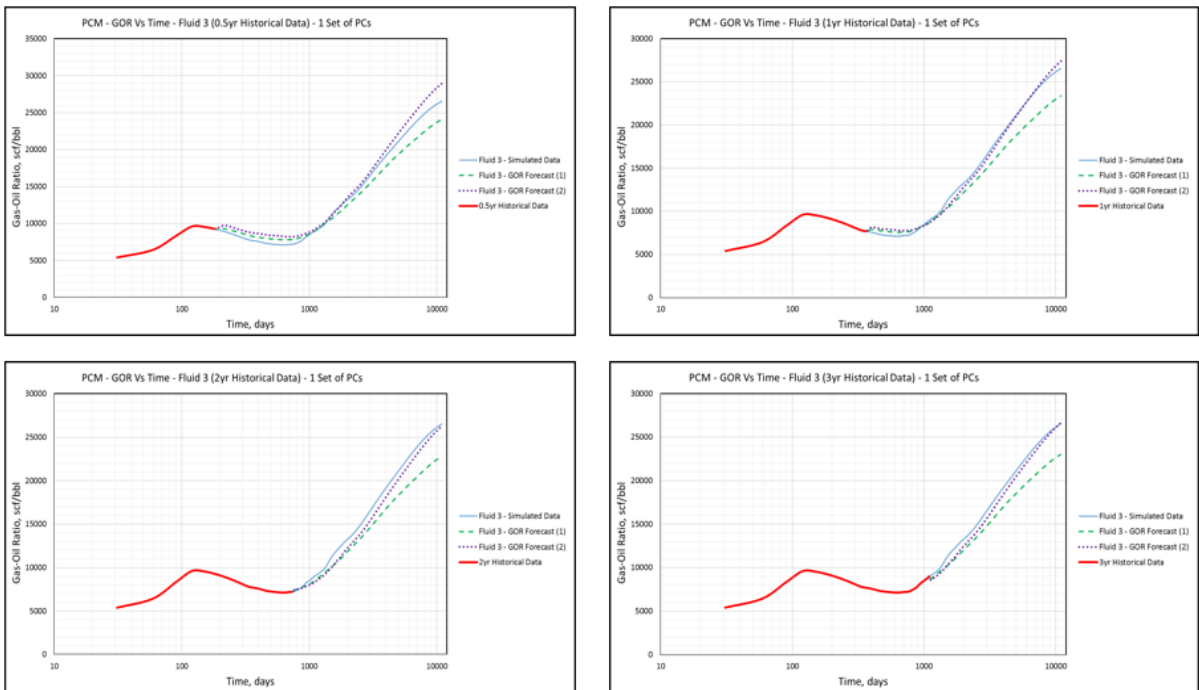 PCM - GOR Vs Time - Fluid 3 (0.5yr Historical Data) - 1 Set of PCs
Gas-Oil Ratio, scf/bbl
35000
30000
25000
20000
15000
10000
5000
0
10
100
1000
10000
Time, days
Fluid 3 - Simulated Data
Fluid 3 - GOR Forecast (1)
Fluid 3 - GOR Forecast (2)
0.5yr Historical Data
PCM - GOR Vs Time - Fluid 3 (1yr Historical Data) - 1 Set of PCs
Gas-Oil Ratio, scf/bbl
30000
25000
20000
15000
10000
5000
0
10
100
1000
10000
Time, days
Fluid 3 - Simulated Data
Fluid 3 - GOR Forecast (1)
Fluid 3 - GOR Forecast (2)
1yr Historical Data
PCM - GOR Vs Time - Fluid 3 (2yr Historical Data) - 1 Set of PCs
Gas-Oil Ratio, scf/bbl
30000
25000
20000
15000
10000
5000
0
10
100
1000
10000
Time, days
Fluid 3 - Simulated Data
Fluid 3 - GOR Forecast (1)
Fluid 3 - GOR Forecast (2)
2yr Historical Data
PCM - GOR Vs Time - Fluid 3 (3yr Historical Data) - 1 Set of PCs
Gas-Oil Ratio, scf/bbl
30000
25000
20000
15000
10000
5000
0
10
100
1000
10000
Time, days
Fluid 3 - Simulated Data
Fluid 3 - GOR Forecast (1)
Fluid 3 - GOR Forecast (2)
3yr Historical Data